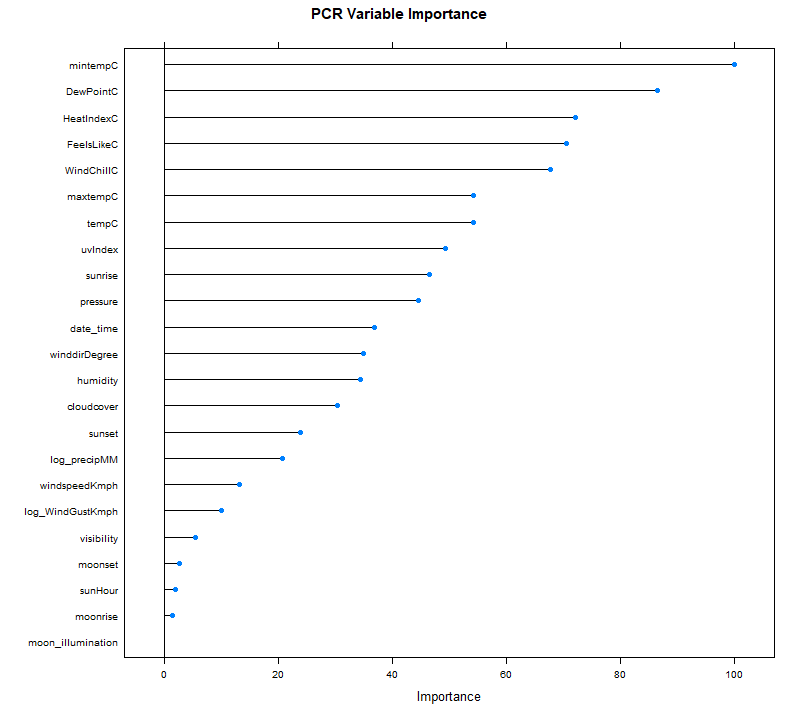 PCR Variable Importance
mintempC
DewPointC
HeatIndexC
FeelsLikeC
WindChillC
maxtempC
tempC
uvIndex
sunrise
pressure
date_time
winddirDegree
humidity
cloudcover
sunset
log_precipMM
windspeedKmph
log_WindGustKmph
visibility
moonset
sunHour
moonrise
moon_illumination
0 20 40 60 80 100
Importance